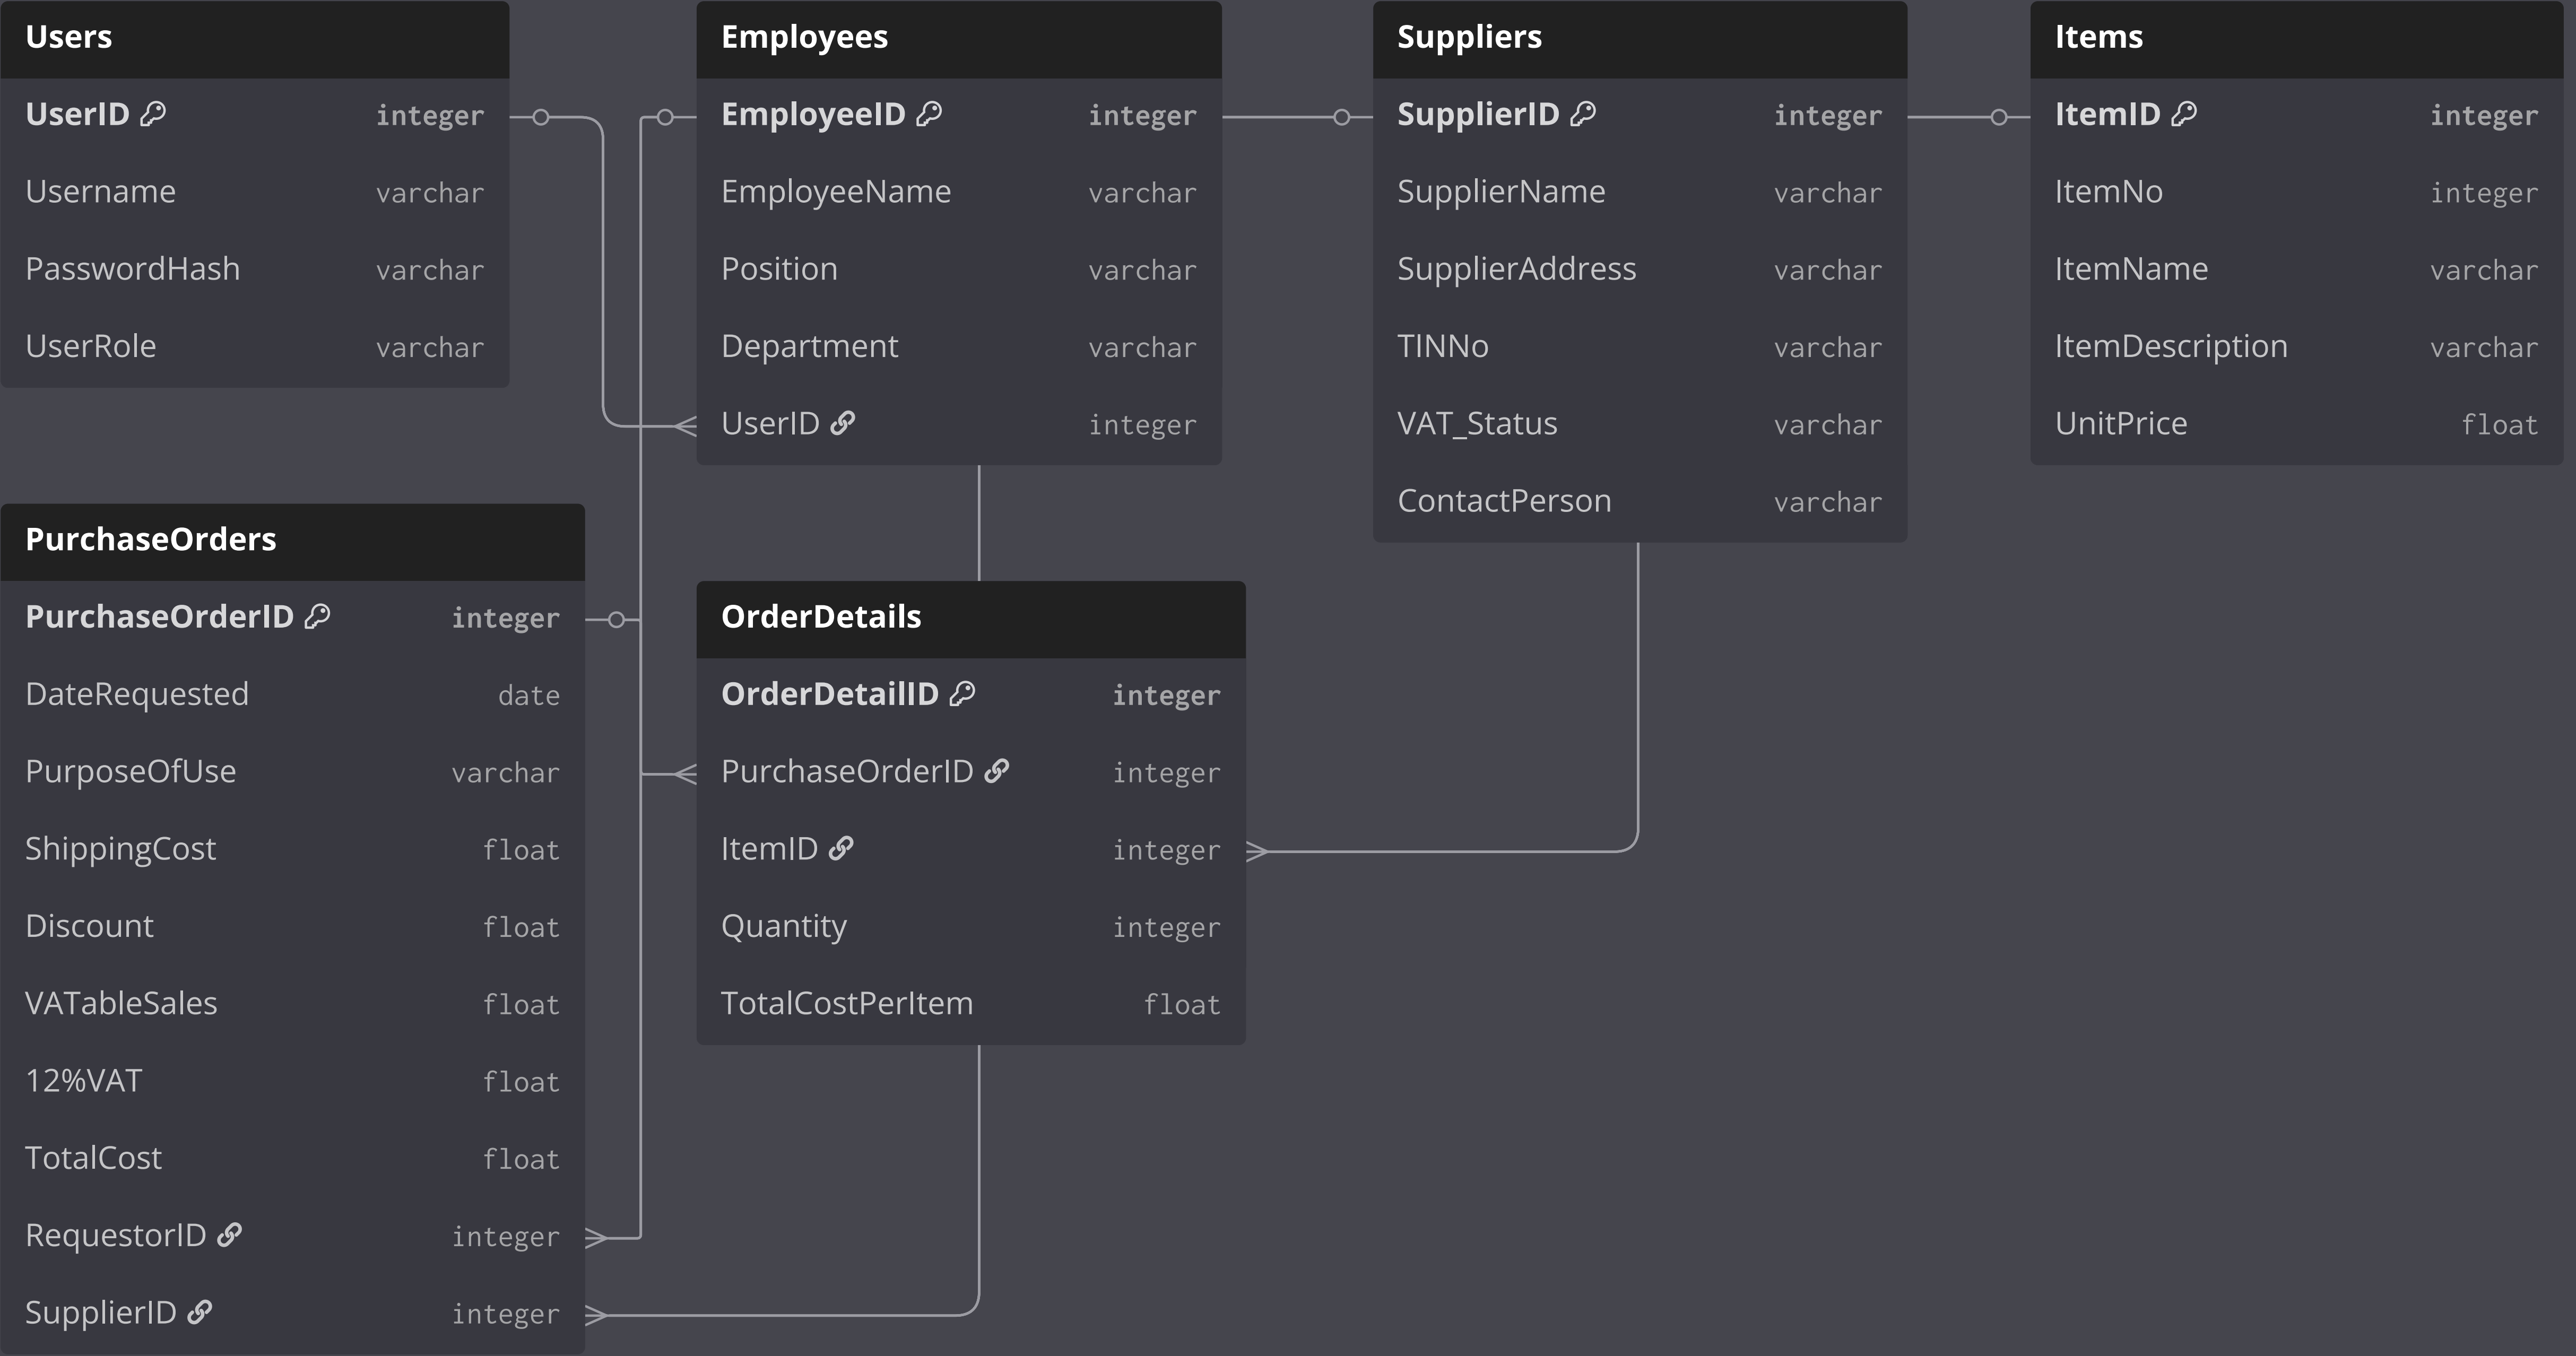 Users
UserID integer
Username varchar
PasswordHash varchar
UserRole varchar
Employees
EmployeeID integer
EmployeeName varchar
Position varchar
Department varchar
UserID integer
Suppliers
SupplierID integer
SupplierName varchar
SupplierAddress varchar
TINNo varchar
VAT_Status varchar
ContactPerson varchar
Items
ItemID integer
ItemNo integer
ItemName varchar
ItemDescription varchar
UnitPrice float
PurchaseOrders
PurchaseOrderID integer
DateRequested date
PurposeOfUse varchar
ShippingCost float
Discount float
VATableSales float
12%VAT float
TotalCost float
RequestorID integer
SupplierID integer
OrderDetails
OrderDetailID integer
PurchaseOrderID integer
ItemID integer
Quantity integer
TotalCostPerItem float